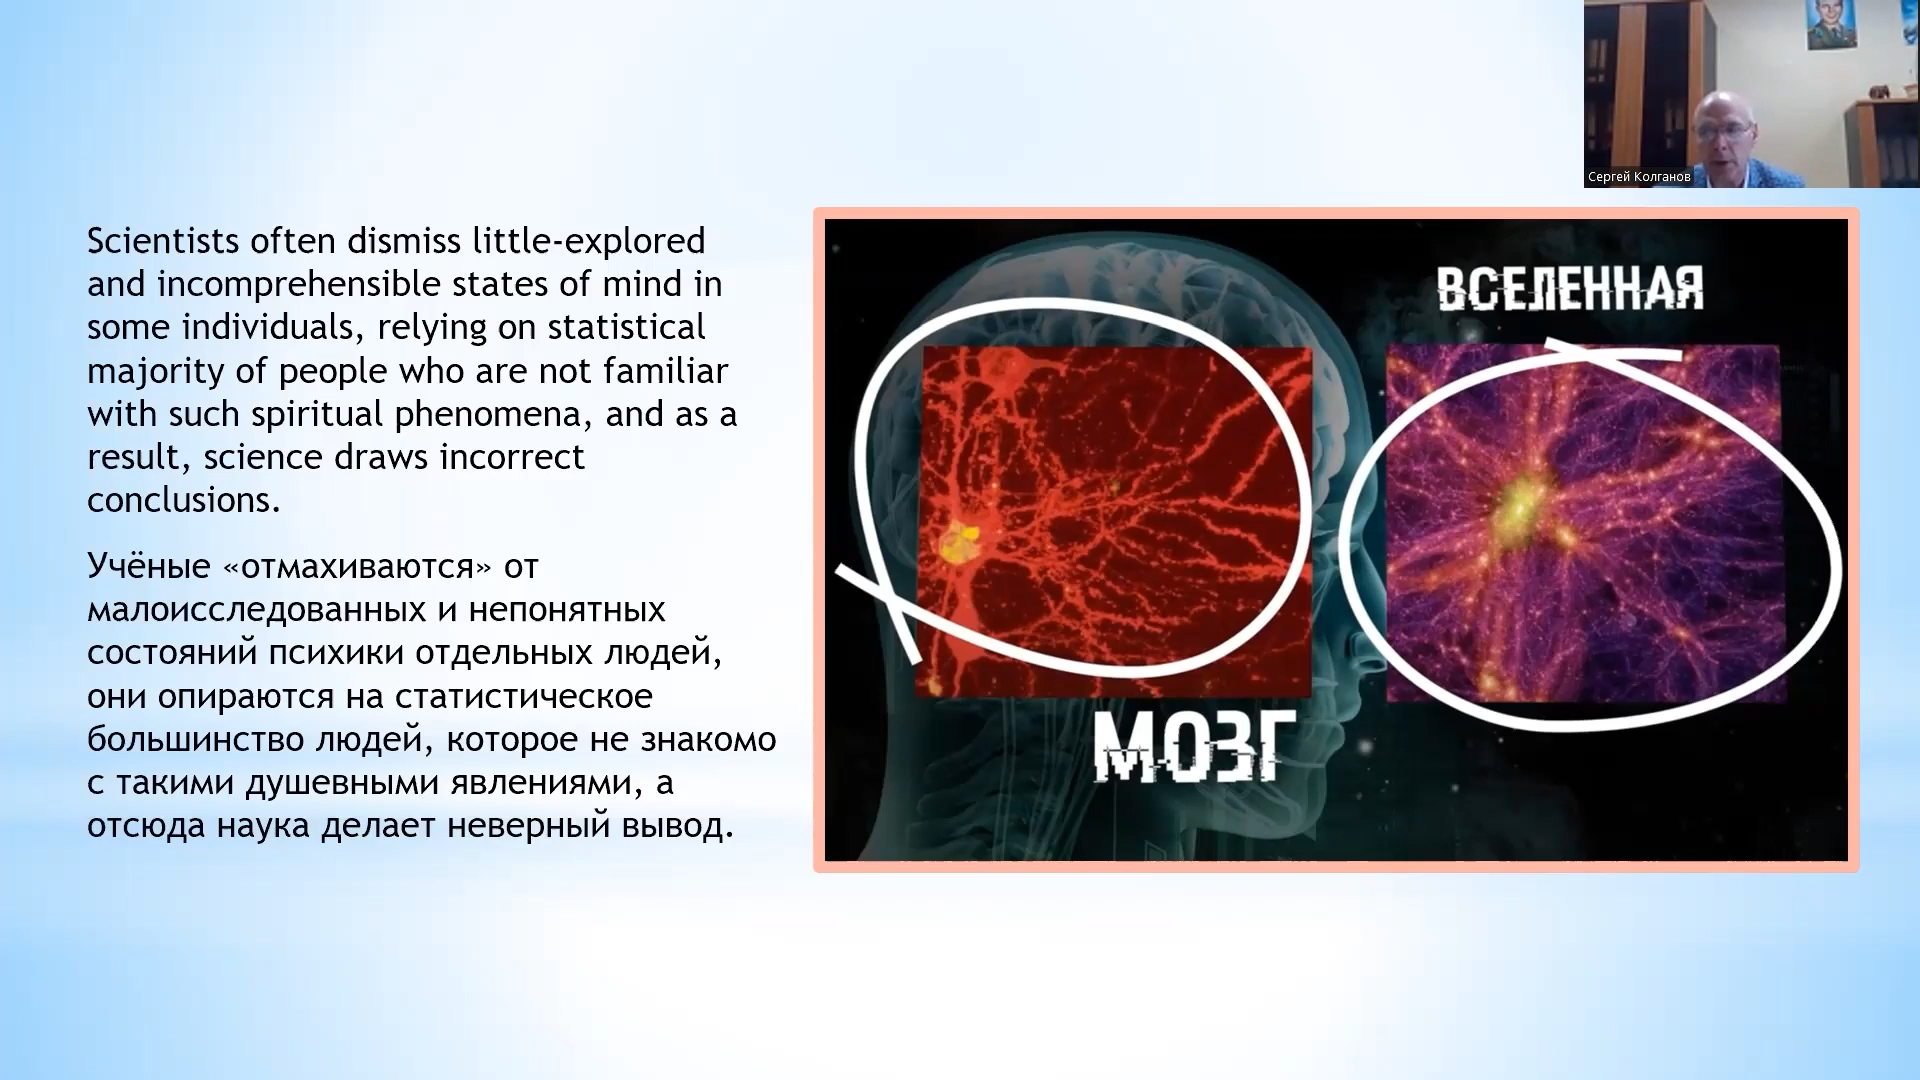 Сергей Колганов
Scientists often dismiss little-explored
and incomprehensible states of mind in
some individuals, relying on statistical
majority of people who are not familiar
with such spiritual phenomena, and as a
result, science draws incorrect
conclusions.
Учёные «отмахиваются» от
малоисследованных и непонятных
состояний психики отдельных людей,
они опираются на статистическое
большинство людей, которое не знакомо
с такими душевными явлениями, а
отсюда наука делает неверный вывод.
ВСЕЛЕННАЯ
МОЗГ